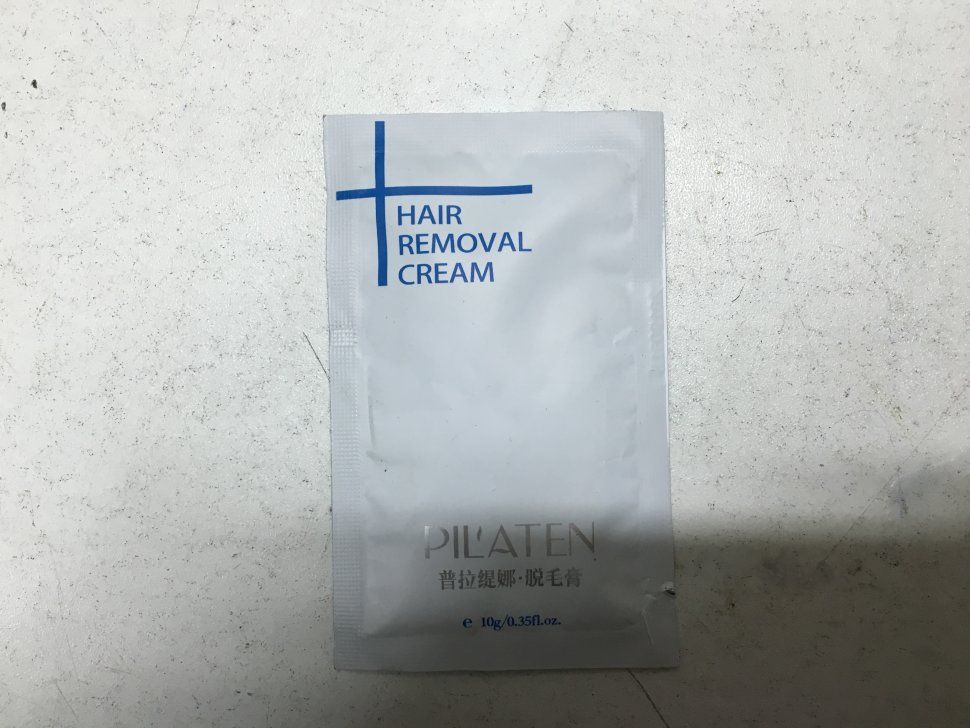 HAIR
REMOVAL
CREAM
PIL'ATEN
普拉缇娜·脱毛膏
e 10g/0.35fl.oz.